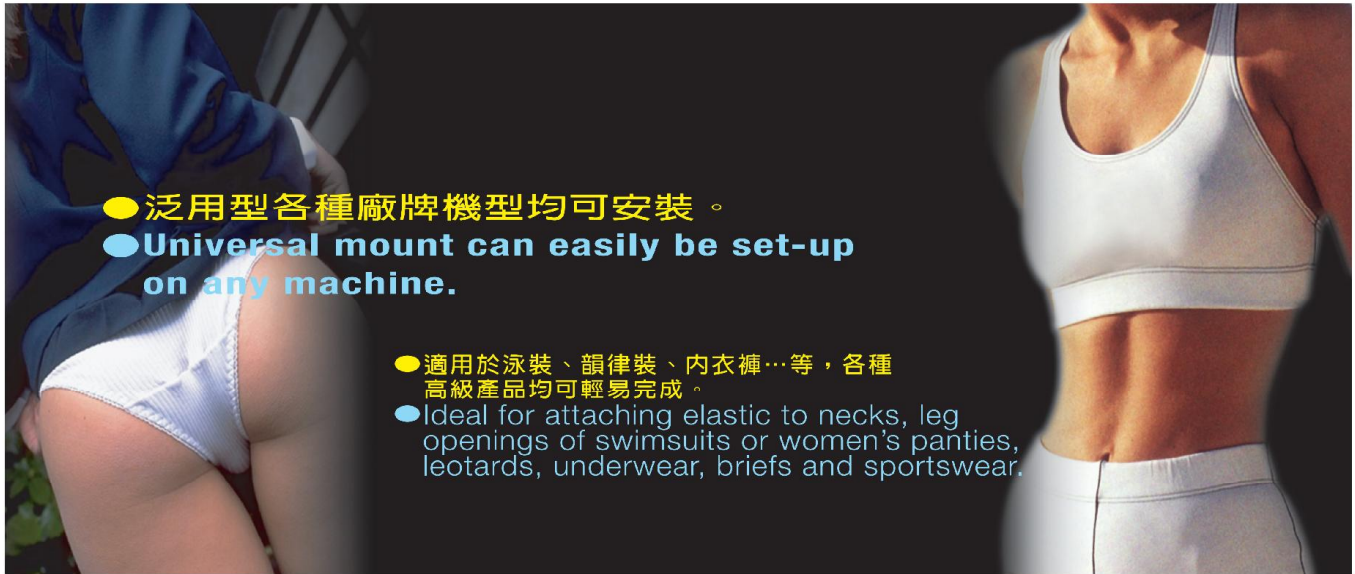 ●泛用型各種廠牌機型均可安裝。
●Universal mount can easily be set-up
on any machine.
●適用於泳裝、韻律裝、內衣褲…等，各種
高級產品均可輕易完成。
●Ideal for attaching elastic to necks, leg
openings of swimsuits or women's panties,
leotards, underwear, briefs and sportswear.